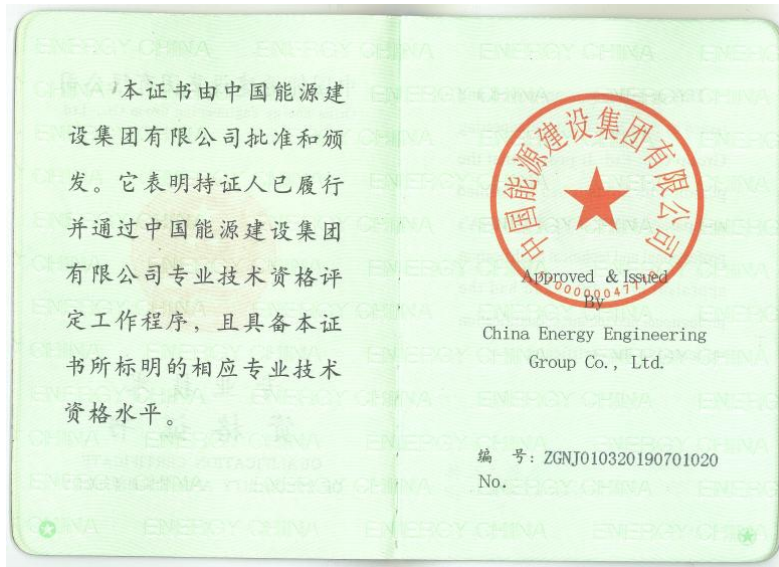 本证书由中国能源建
设集团有限公司批准和颁
发。它表明持证人已履行
并通过中国能源建设集团
有限公司专业技术资格评
定工作程序，且具备本证
书所标明的相应专业技术
资格水平。
中国能源建设集团有限公司
Approved & Issued
By
China Energy Engineering
Group Co., Ltd.
编 号: ZGNJ010320190701020
No.
ENERGY CHINA